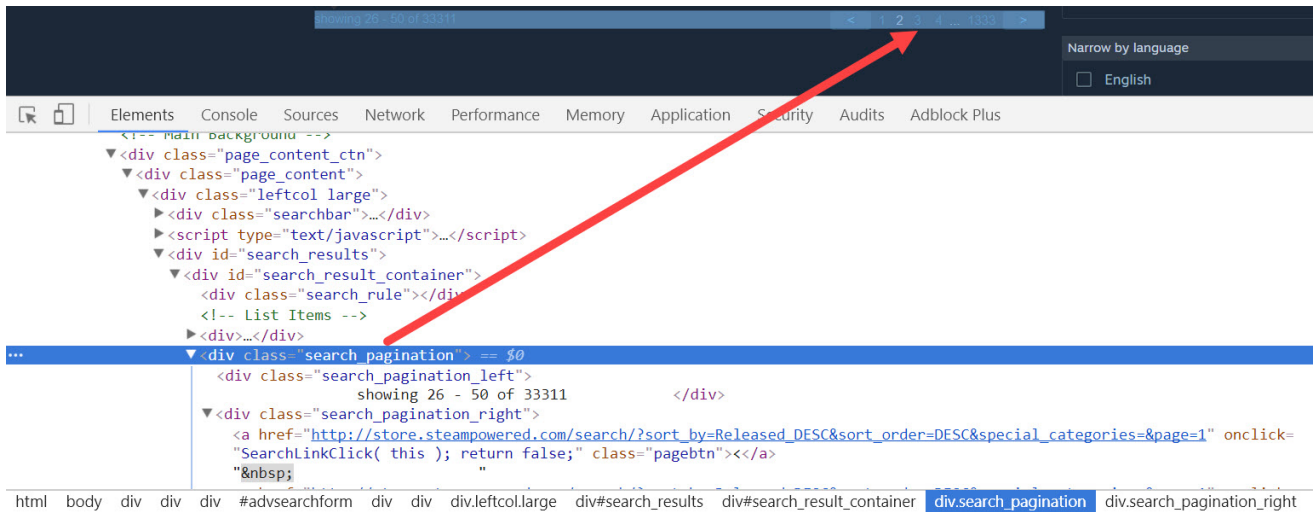 showing 26 - 50 of 33311 < 1 2 3 4 ... 1333 >
Narrow by language
English
Elements Console Sources Network Performance Memory Application Security Audits Adblock Plus
<!-- Main Background -->
▼<div class="page_content_ctn">
▼<div class="page_content">
▼<div class="leftcol large">
▶<div class="searchbar">…</div>
▶<script type="text/javascript">…</script>
▼<div id="search_results">
▼<div id="search_result_container">
<div class="search_rule"></div>
<!-- List Items -->
▶<div>…</div>
… ▼<div class="search_pagination"> == $0
<div class="search_pagination_left">
showing 26 - 50 of 33311 </div>
▼<div class="search_pagination_right">
<a href="http://store.steampowered.com/search/?sort_by=Released_DESC&sort_order=DESC&special_categories=&page=1" onclick=
"SearchLinkClick( this ); return false;" class="pagebtn"><</a>
"&nbsp; "
html body div div div #advsearchform div div div.leftcol.large div#search_results div#search_result_container div.search_pagination div.search_pagination_right